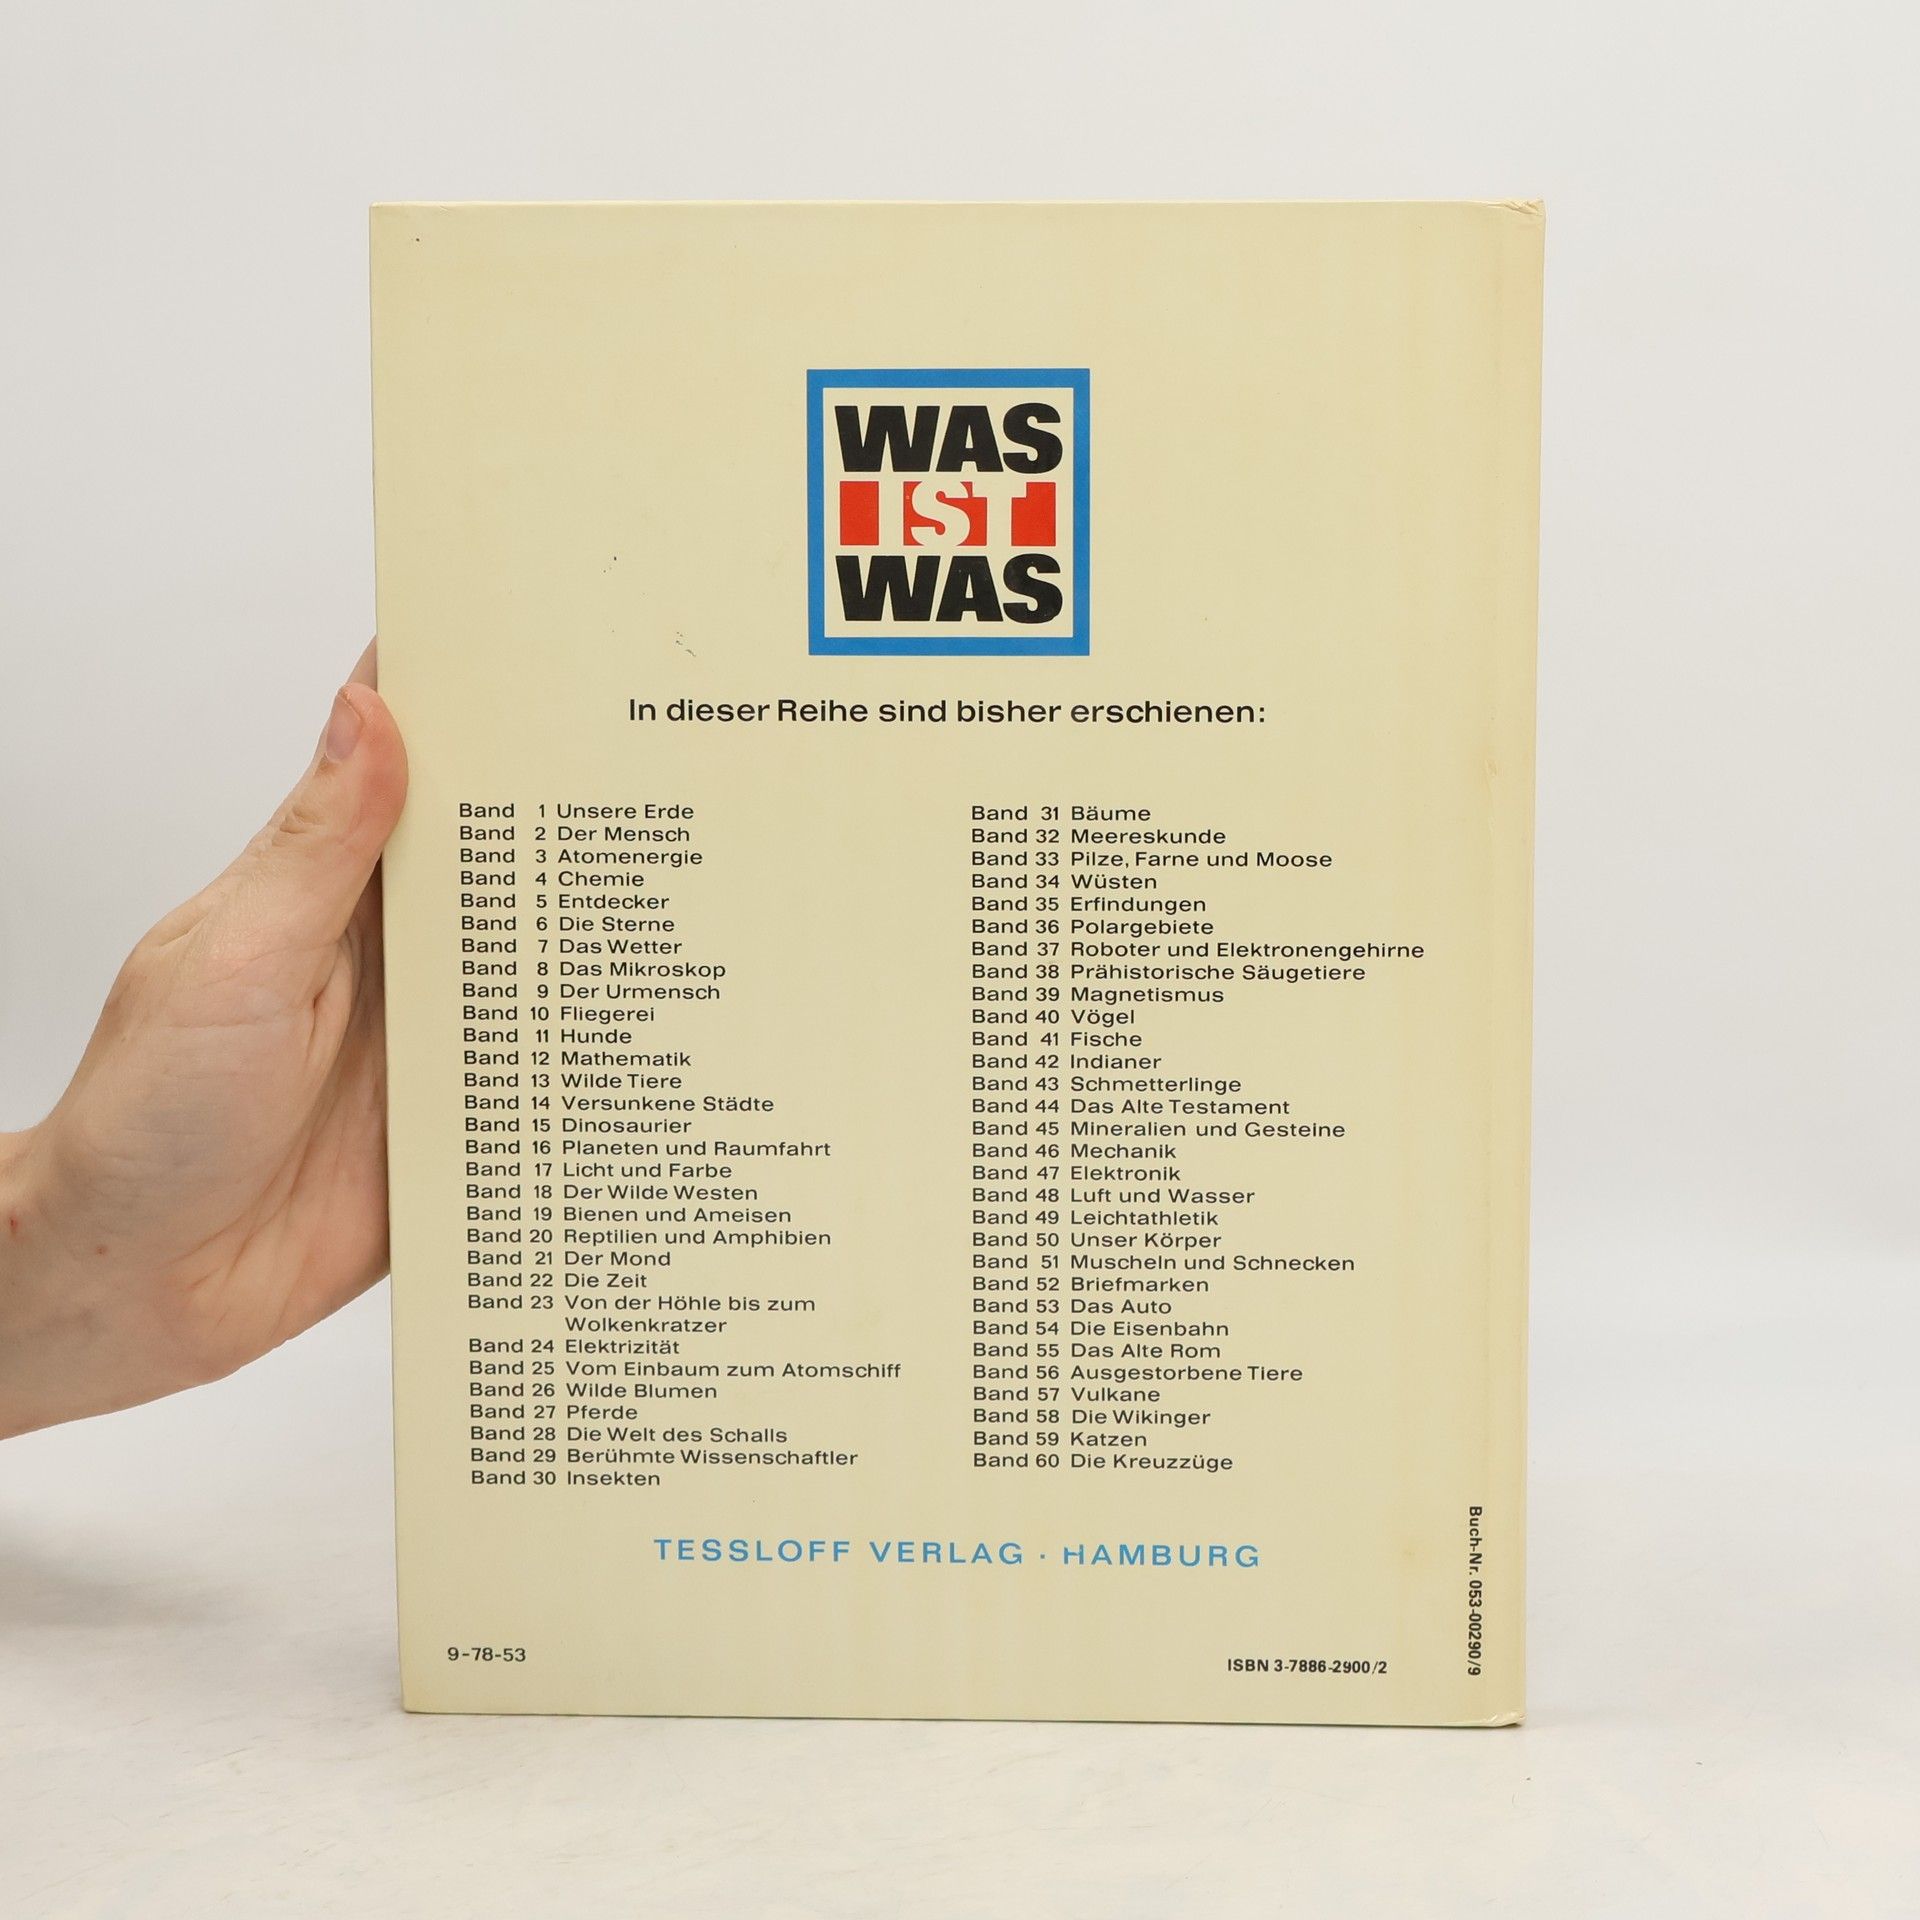 WAS
IST
WAS
In dieser Reihe sind bisher erschienen:
Band 1 Unsere Erde
Band 2 Der Mensch
Band 3 Atomenergie
Band 4 Chemie
Band 5 Entdecker
Band 6 Die Sterne
Band 7 Das Wetter
Band 8 Das Mikroskop
Band 9 Der Urmensch
Band 10 Fliegerei
Band 11 Hunde
Band 12 Mathematik
Band 13 Wilde Tiere
Band 14 Versunkene Städte
Band 15 Dinosaurier
Band 16 Planeten und Raumfahrt
Band 17 Licht und Farbe
Band 18 Der Wilde Westen
Band 19 Bienen und Ameisen
Band 20 Reptilien und Amphibien
Band 21 Der Mond
Band 22 Die Zeit
Band 23 Von der Höhle bis zum
Wolkenkratzer
Band 24 Elektrizität
Band 25 Vom Einbaum zum Atomschiff
Band 26 Wilde Blumen
Band 27 Pferde
Band 28 Die Welt des Schalls
Band 29 Berühmte Wissenschaftler
Band 30 Insekten
Band 31 Bäume
Band 32 Meereskunde
Band 33 Pilze, Farne und Moose
Band 34 Wüsten
Band 35 Erfindungen
Band 36 Polargebiete
Band 37 Roboter und Elektronengehirne
Band 38 Prähistorische Säugetiere
Band 39 Magnetismus
Band 40 Vögel
Band 41 Fische
Band 42 Indianer
Band 43 Schmetterlinge
Band 44 Das Alte Testament
Band 45 Mineralien und Gesteine
Band 46 Mechanik
Band 47 Elektronik
Band 48 Luft und Wasser
Band 49 Leichtathletik
Band 50 Unser Körper
Band 51 Muscheln und Schnecken
Band 52 Briefmarken
Band 53 Das Auto
Band 54 Die Eisenbahn
Band 55 Das Alte Rom
Band 56 Ausgestorbene Tiere
Band 57 Vulkane
Band 58 Die Wikinger
Band 59 Katzen
Band 60 Die Kreuzzüge
TESSLOFF VERLAG · HAMBURG
9-78-53
ISBN 3-7886-2900/2
Buch-Nr. 053-00290/9